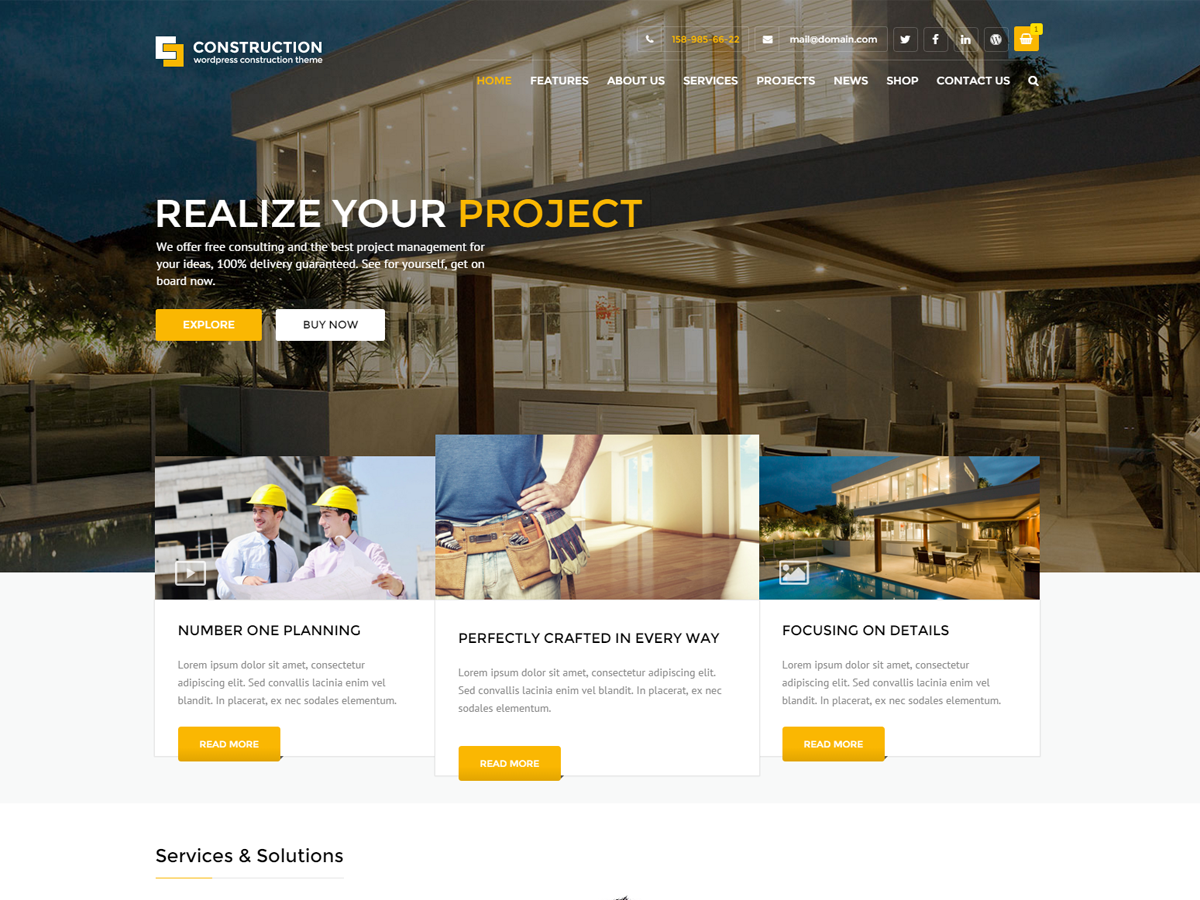 CONSTRUCTION
wordpress construction theme
158-985-66-22
mail@domain.com
1
HOME FEATURES ABOUT US SERVICES PROJECTS NEWS SHOP CONTACT US
REALIZE YOUR PROJECT
We offer free consulting and the best project management for
your ideas, 100% delivery guaranteed. See for yourself, get on
board now.
EXPLORE
BUY NOW
NUMBER ONE PLANNING
Lorem ipsum dolor sit amet, consectetur
adipiscing elit. Sed convallis lacinia enim vel
blandit. In placerat, ex nec sodales elementum.
READ MORE
PERFECTLY CRAFTED IN EVERY WAY
Lorem ipsum dolor sit amet, consectetur adipiscing elit.
Sed convallis lacinia enim vel blandit. In placerat, ex nec
sodales elementum.
READ MORE
FOCUSING ON DETAILS
Lorem ipsum dolor sit amet, consectetur
adipiscing elit. Sed convallis lacinia enim vel
blandit. In placerat, ex nec sodales elementum.
READ MORE
Services & Solutions